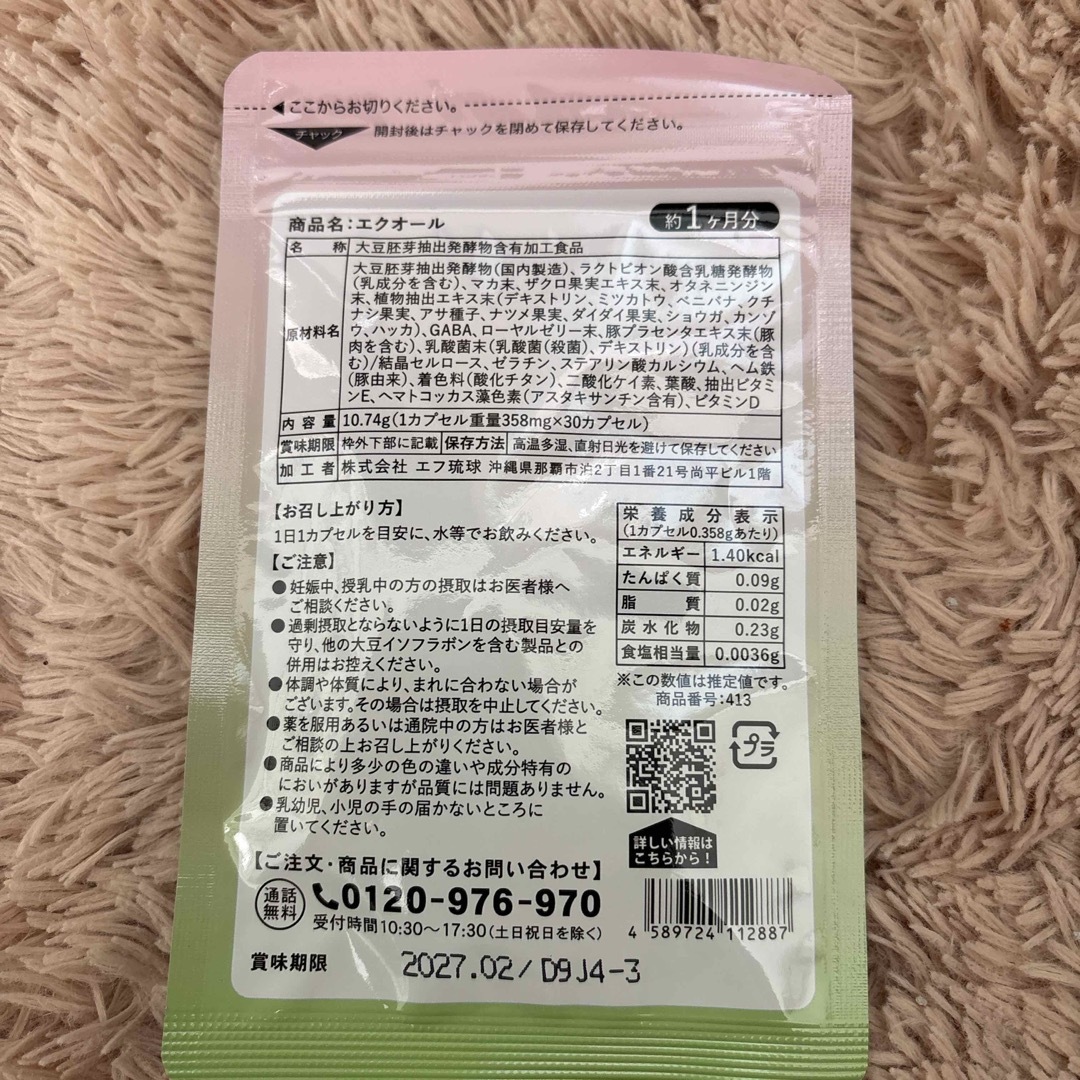 ここからお切りください。
チャック
開封後はチャックを閉めて保存してください。
商品名:エクオール
約1ヶ月分
名 称 大豆胚芽抽出発酵物含有加工食品
原材料名
大豆胚芽抽出発酵物(国内製造)、ラクトビオン酸含乳糖発酵物
(乳成分を含む)、マカ末、ザクロ果実エキス末、オタネニンジン
末、植物抽出エキス末(デキストリン、ミツカトウ、ベニバナ、クチ
ナシ果実、アサ種子、ナツメ果実、ダイダイ果実、ショウガ、カンゾ
ウ、ハッカ)、GABA、ローヤルゼリー末、豚プラセンタエキス末(豚
肉を含む)、乳酸菌末(乳酸菌(殺菌)、デキストリン)(乳成分を含
む)/結晶セルロース、ゼラチン、ステアリン酸カルシウム、ヘム鉄
(豚由来)、着色料(酸化チタン)、二酸化ケイ素、葉酸、抽出ビタミ
ンE、ヘマトコッカス藻色素(アスタキサンチン含有)、ビタミンD
内容量 10.74g(1カプセル重量358mg×30カプセル)
賞味期限 枠外下部に記載 保存方法 高温多湿、直射日光を避けて保存してください
加工者 株式会社 エフ琉球 沖縄県那覇市泊2丁目1番21号尚平ビル1階
【お召し上がり方】
1日1カプセルを目安に、水等でお飲みください。
【ご注意】
●妊娠中、授乳中の方の摂取はお医者様へ
ご相談ください。
●過剰摂取とならないように1日の摂取目安量を
守り、他の大豆イソフラボンを含む製品との
併用はお控えください。
●体調や体質により、まれに合わない場合が
ございます。その場合は摂取を中止してください。
●薬を服用あるいは通院中の方はお医者様と
ご相談の上お召し上がりください。
●商品により多少の色の違いや成分特有の
においがありますが品質には問題ありません。
●乳幼児、小児の手の届かないところに
置いてください。
栄養成分表示
(1カプセル0.358gあたり)
エネルギー 1.40kcal
たんぱく質 0.09g
脂質 0.02g
炭水化物 0.23g
食塩相当量 0.0036g
※この数値は推定値です。
商品番号:413
プラ
詳しい情報は
こちらから!
【ご注文・商品に関するお問い合わせ】
通話
無料
0120-976-970
受付時間10:30〜17:30(土日祝日を除く)
4 589724 112887
賞味期限 2027.02/D9J4-3